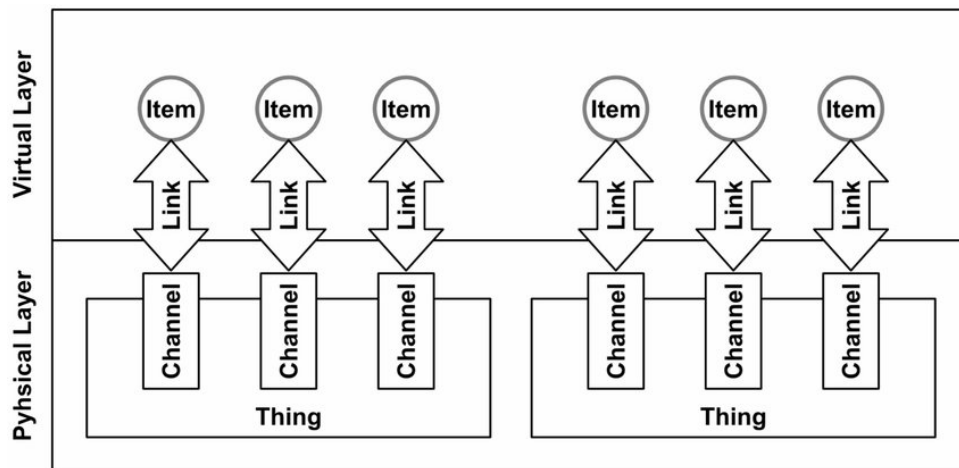 Virtual Layer
Item Item Item Item Item Item
Link Link Link Link Link Link
Pyhsical Layer
Channel Channel Channel Channel Channel Channel
Thing Thing